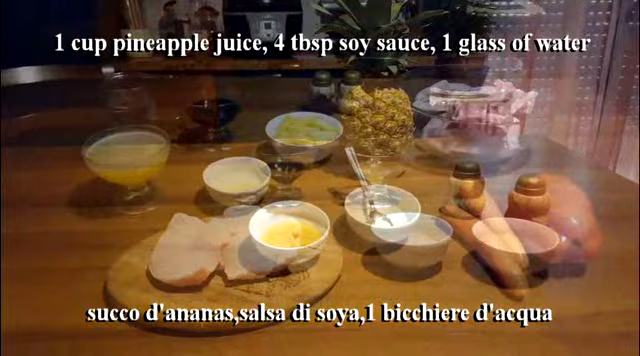 1 cup pineapple juice, 4 tbsp soy sauce, 1 glass of water
succo d'ananas,salsa di soya,1 bicchiere d'acqua